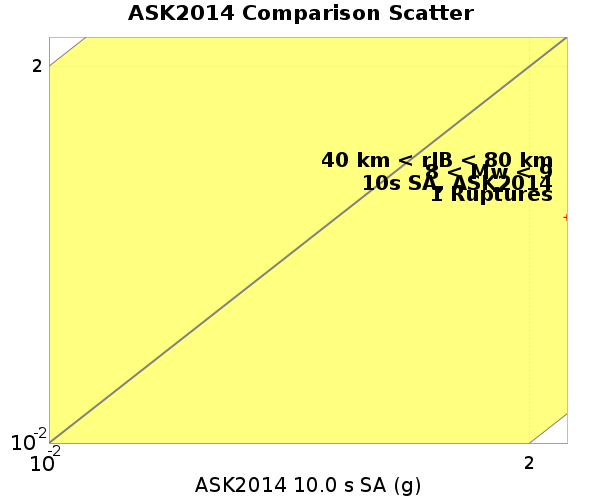 ASK2014 Comparison Scatter
2
40 km < rJB < 80 km
8 < Mw < 9
10s SA, ASK2014
1 Ruptures
10-2
10-2
2
ASK2014 10.0 s SA (g)